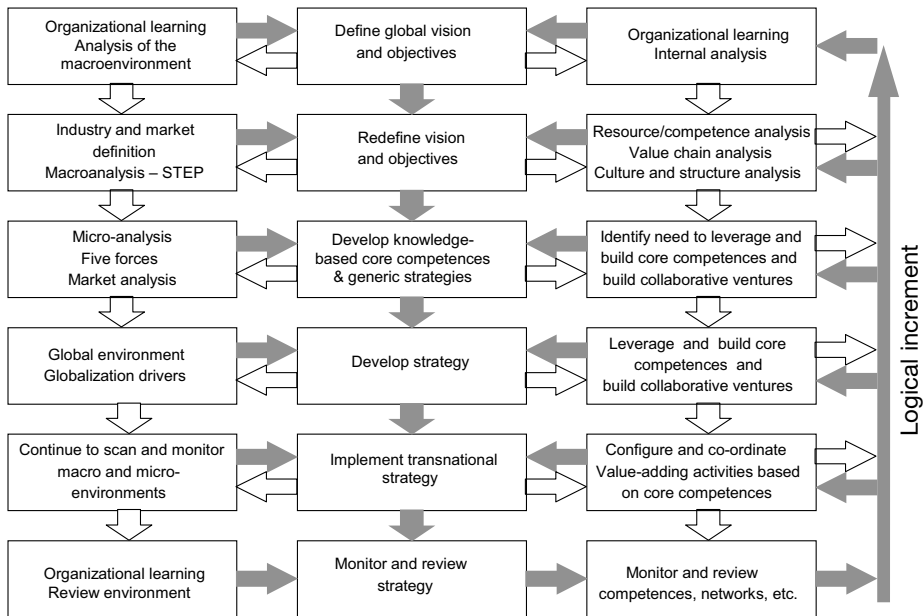 Organizational learning
Analysis of the
macroenvironment
Define global vision
and objectives
Organizational learning
Internal analysis
Industry and market
definition
Macroanalysis – STEP
Redefine vision
and objectives
Resource/competence analysis
Value chain analysis
Culture and structure analysis
Micro-analysis
Five forces
Market analysis
Develop knowledge-
based core competences
& generic strategies
Identify need to leverage and
build core competences and
build collaborative ventures
Global environment
Globalization drivers
Develop strategy
Leverage and build core
competences and
build collaborative ventures
Continue to scan and monitor
macro and micro-
environments
Implement transnational
strategy
Configure and co-ordinate
Value-adding activities based
on core competences
Organizational learning
Review environment
Monitor and review
strategy
Monitor and review
competences, networks, etc.
Logical increment